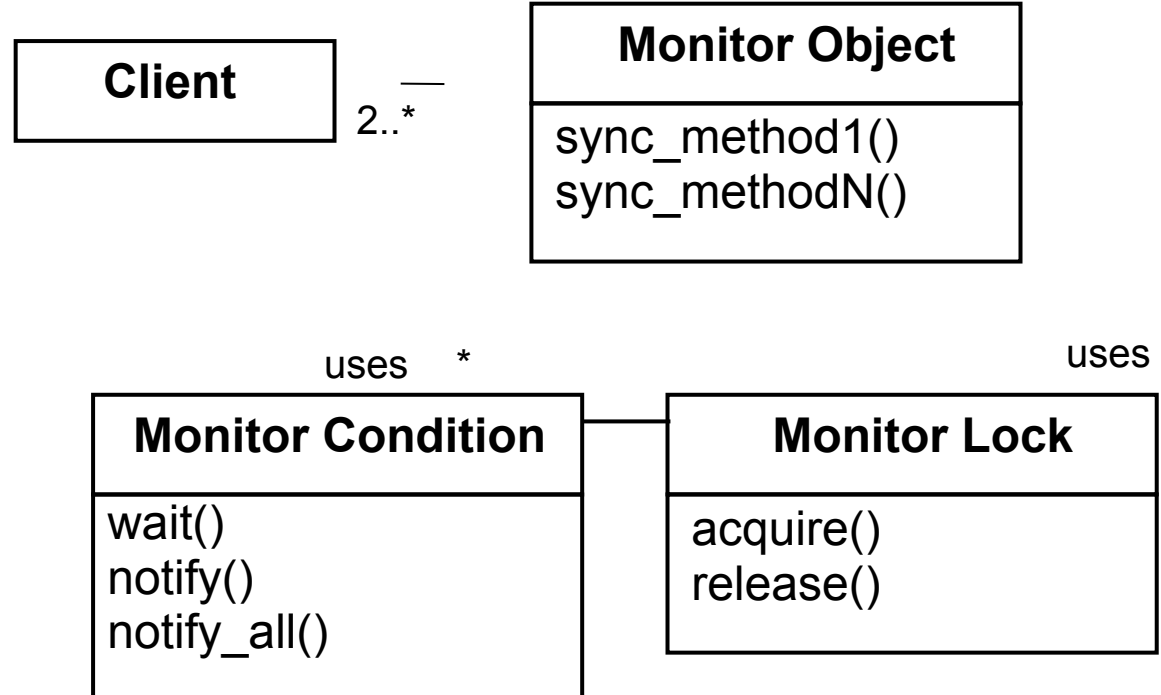 Client
2..*
Monitor Object
sync_method1()
sync_methodN()
uses *
uses
Monitor Condition
wait()
notify()
notify_all()
Monitor Lock
acquire()
release()